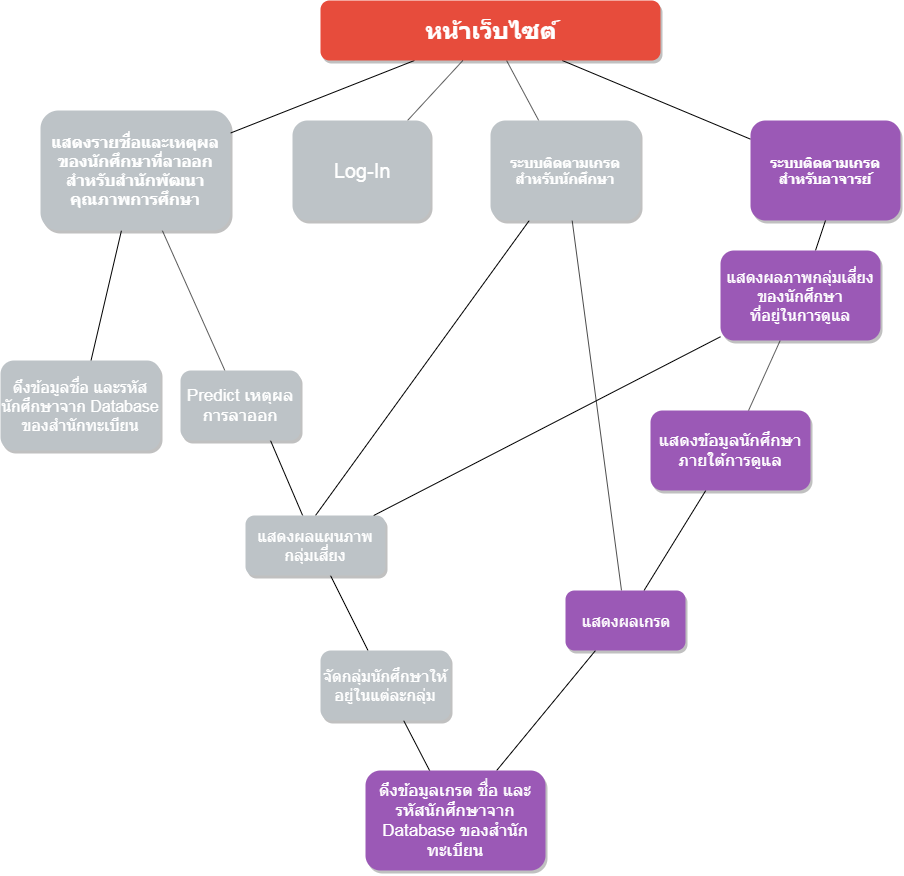 หน้าเว็บไซต์
แสดงรายชื่อและเหตุผล
ของนักศึกษาที่ลาออก
สำหรับสำนักพัฒนา
คุณภาพการศึกษา
Log-In
ระบบติดตามเกรด
สำหรับนักศึกษา
ระบบติดตามเกรด
สำหรับอาจารย์
แสดงผลภาพกลุ่มเสี่ยง
ของนักศึกษา
ที่อยู่ในการดูแล
ดึงข้อมูลชื่อ และรหัส
นักศึกษาจาก Database
ของสำนักทะเบียน
Predict เหตุผล
การลาออก
แสดงข้อมูลนักศึกษา
ภายใต้การดูแล
แสดงผลแผนภาพ
กลุ่มเสี่ยง
แสดงผลเกรด
จัดกลุ่มนักศึกษาให้
อยู่ในแต่ละกลุ่ม
ดึงข้อมูลเกรด ชื่อ และ
รหัสนักศึกษาจาก
Database ของสำนัก
ทะเบียน